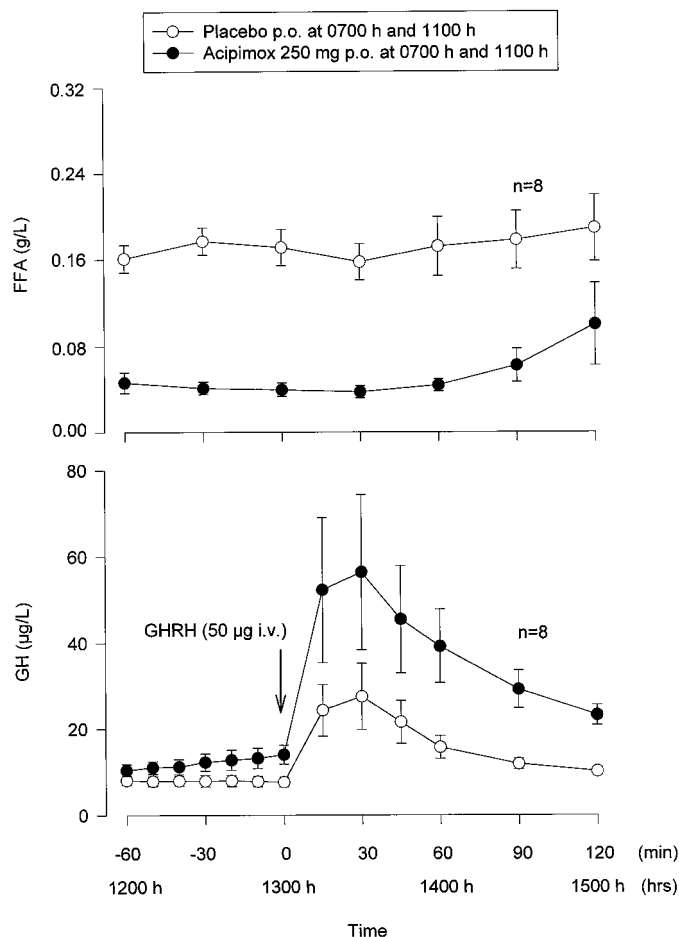 Placebo p.o. at 0700 h and 1100 h
Acipimox 250 mg p.o. at 0700 h and 1100 h
0.32
0.24
0.16
0.08
0.00
FFA (g/L)
n=8
80
60
40
20
0
GH (µg/L)
GHRH (50 µg i.v.)
n=8
-60 -30 0 30 60 90 120 (min)
1200 h 1300 h 1400 h 1500 h (hrs)
Time